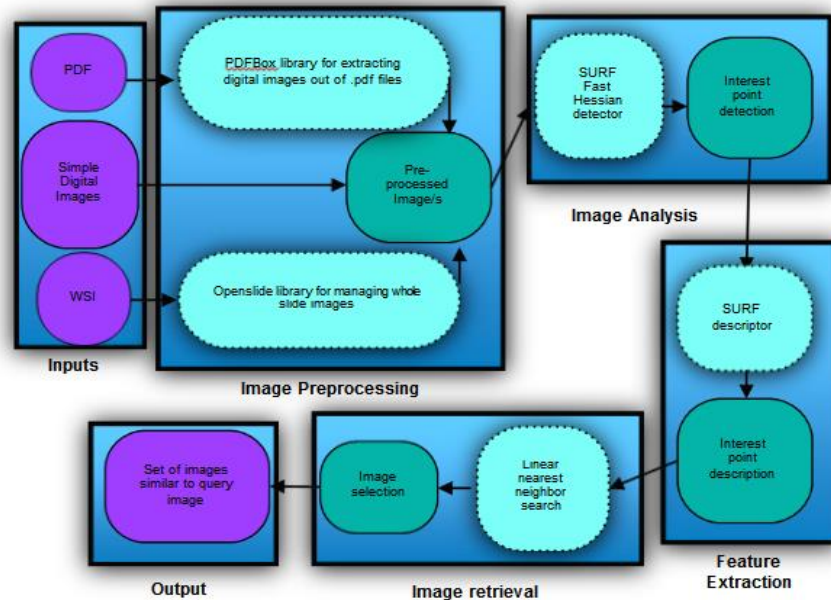 PDF
Simple
Digital
Images
WSI
Inputs
PDFBox library for extracting
digital images out of .pdf files
Pre-
processed
Image/s
Openslide library for managing whole
slide images
Image Preprocessing
SURF
Fast
Hessian
detector
Interest
point
detection
Image Analysis
SURF
descriptor
Interest
point
description
Feature
Extraction
Linear
nearest
neighbor
search
Image
selection
Image retrieval
Set of images
similar to query
image
Output